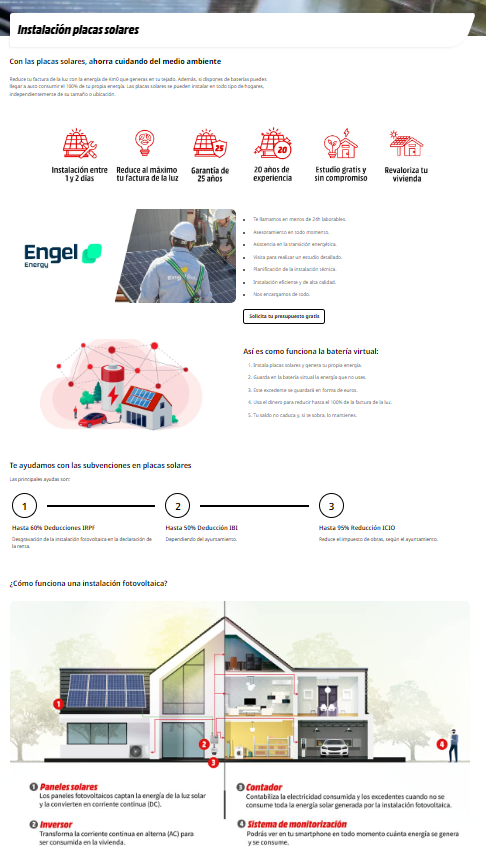 Instalación placas solares
Con las placas solares, ahorra cuidando del medio ambiente
Reduce tu factura de la luz con la energía de Km0 que generas en su tejado. Además, si dispones de baterías puedes
llegar a auto consumir el 100% de su propia energía. Las placas solares se pueden instalar en todo tipo de hogares,
independientemente de su tamaño o ubicación.
25
20
Instalación entre
1 y 2 días
Reduce al máximo
tu factura de la luz
Garantía de
25 años
20 años de
experiencia
Estudio gratis y
sin compromiso
Revaloriza tu
vivienda
Engel
Energy
Te llamamos en menos de 24h laborables.
Asesoramiento en todo momento.
Asistencia en la transición energética.
Visita para realizar un estudio detallado.
Planificación de la instalación técnica.
Instalación eficiente y de alta calidad.
Nos encargamos de todo.
Solicita tu presupuesto gratis
Así es como funciona la batería virtual:
1. Instala placas solares y genera tu propia energía.
2. Guarda en la batería virtual la energía que no uses.
3. Este excedente se guardará en forma de euros.
4. Usa el dinero para reducir hasta el 100% de la factura de la luz.
5. Tu saldo no caduca y, si te sobra, lo mantienes.
Te ayudamos con las subvenciones en placas solares
Las principales ayudas son:
1
2
3
Hasta 60% Deducciones IRPF
Desgravación de la instalación fotovoltaica en la declaración de
la renta.
Hasta 50% Deducción IBI
Dependiendo del ayuntamiento.
Hasta 95% Reducción ICIO
Reduce el impuesto de obras, según el ayuntamiento.
¿Cómo funciona una instalación fotovoltaica?
1
2
3
4
1 Paneles solares
Los paneles fotovoltaicos captan la energía de la luz solar
y la convierten en corriente continua (DC).
2 Inversor
Transforma la corriente continua en alterna (AC) para
ser consumida en la vivienda.
3 Contador
Contabiliza la electricidad consumida y los excedentes cuando no se
consume toda la energía solar generada por la instalación fotovoltaica.
4 Sistema de monitorización
Podrás ver en tu smartphone en todo momento cuánta energía se genera
y se consume.